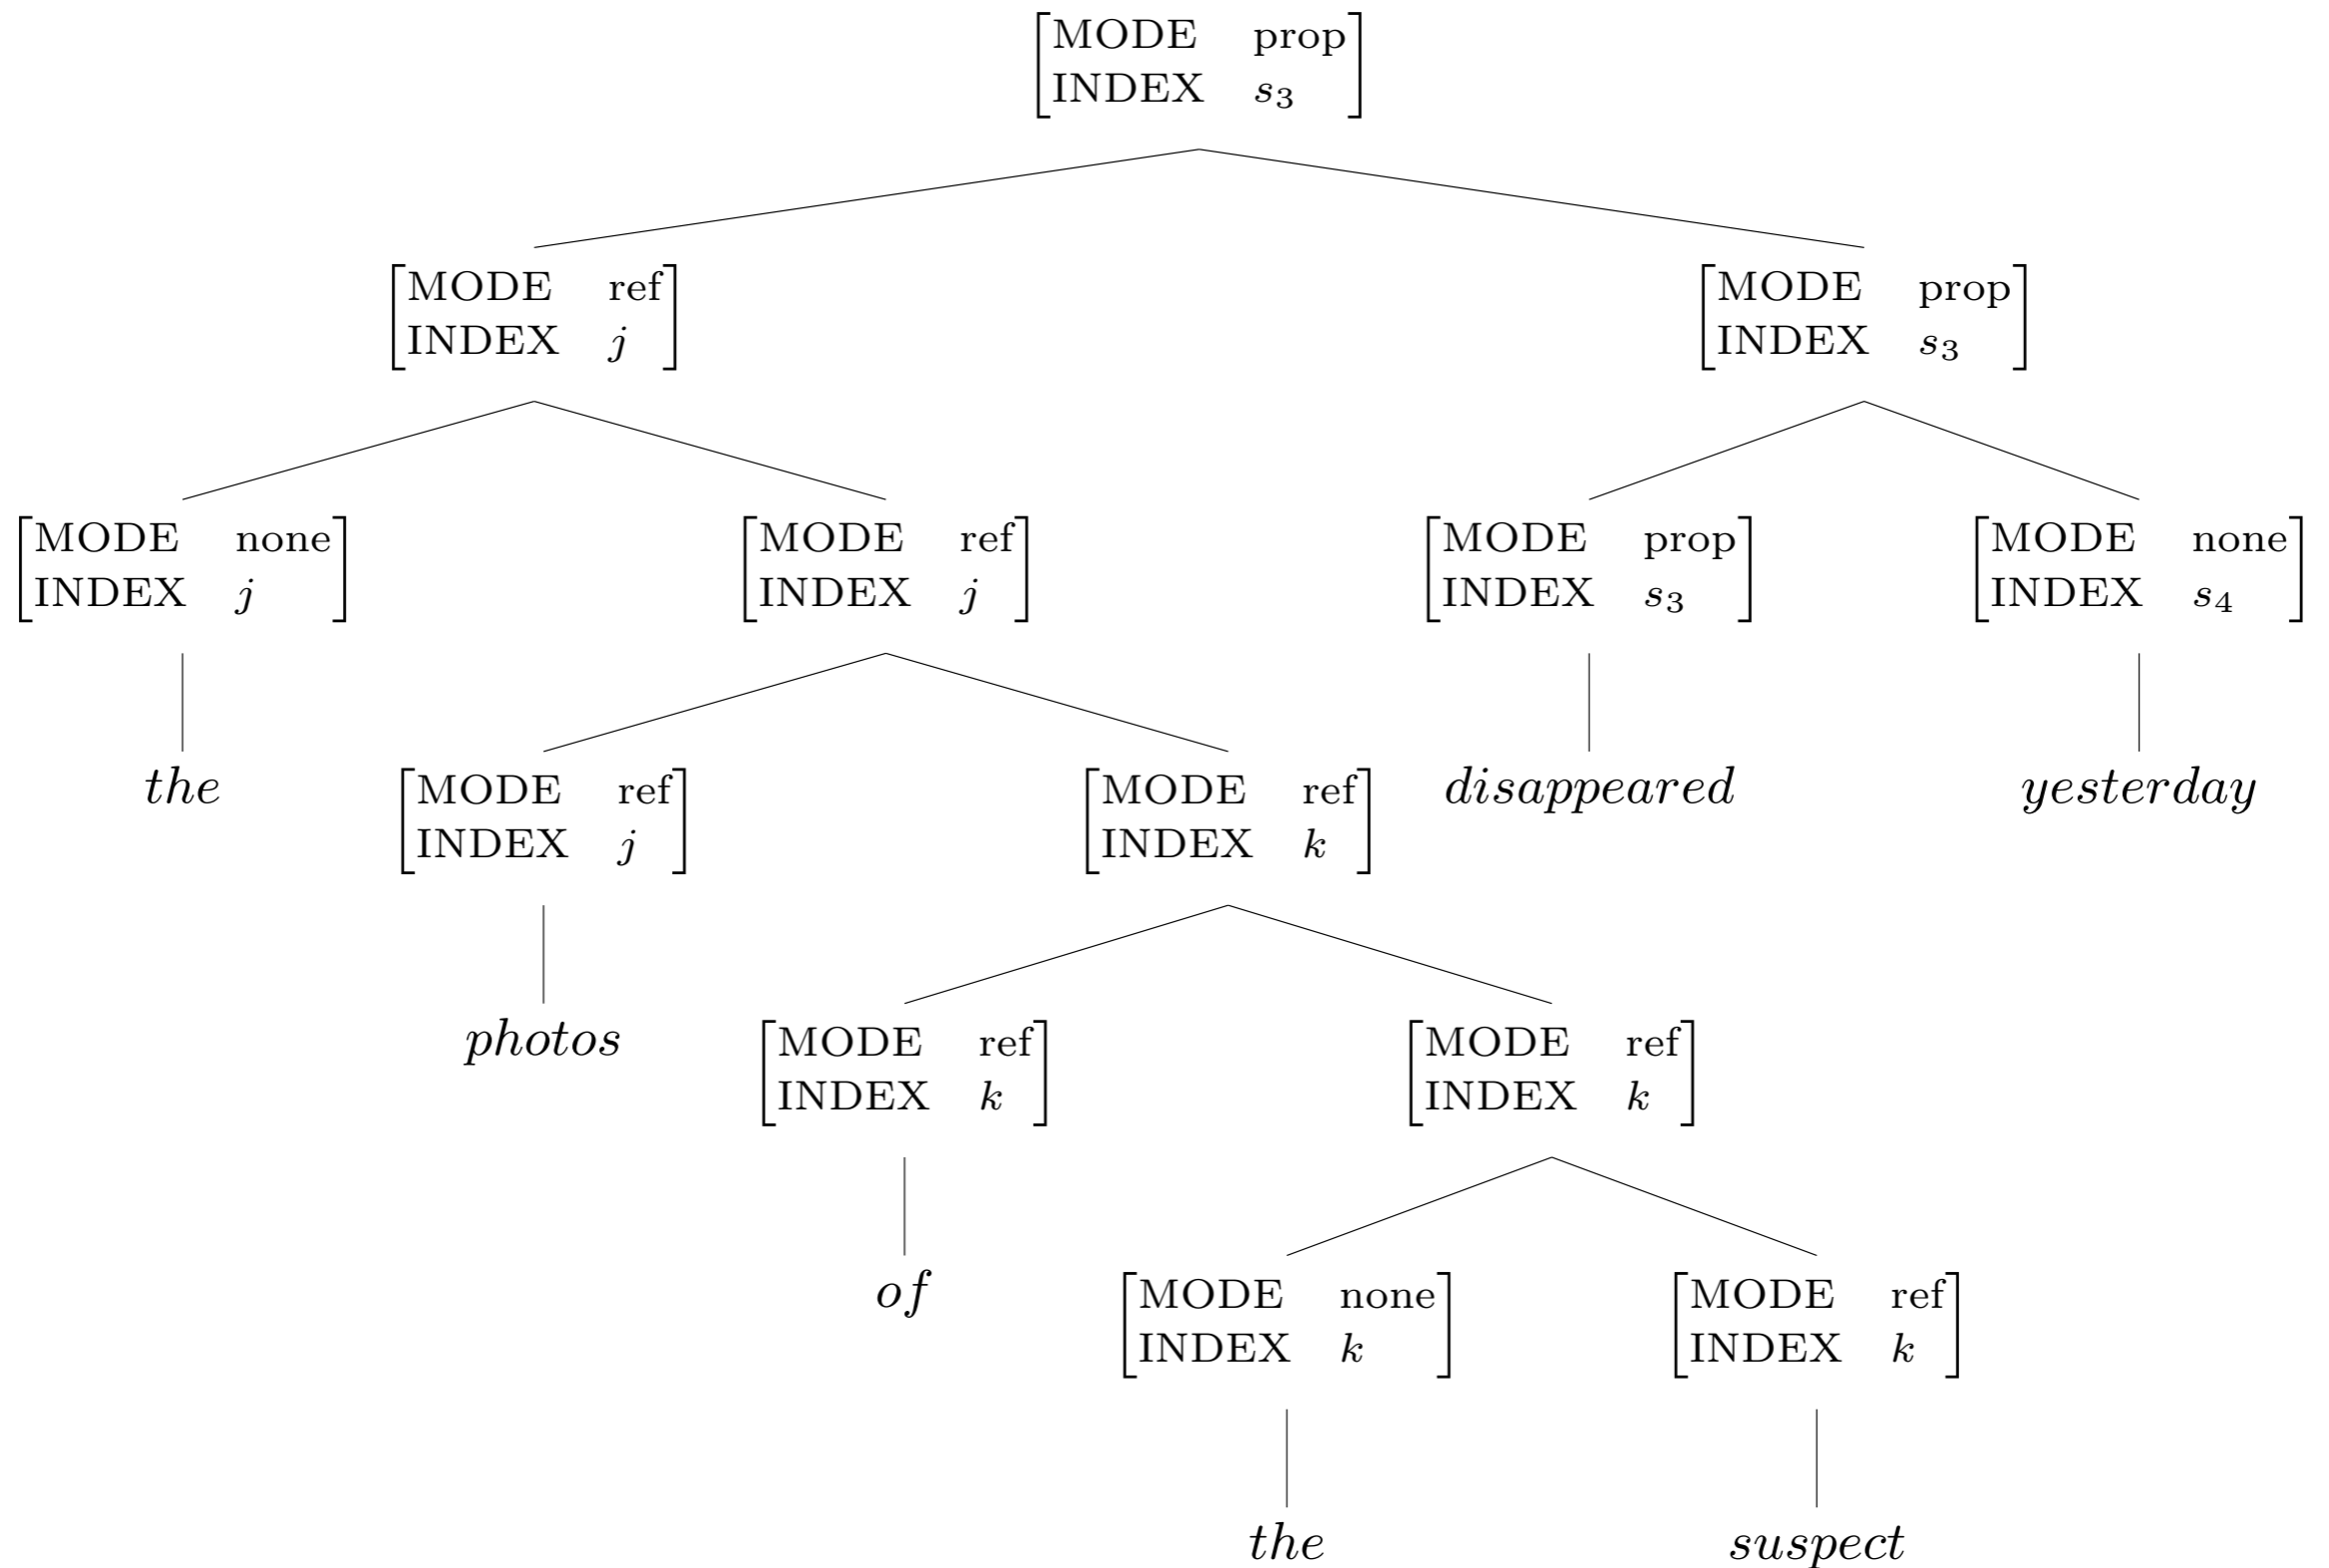 MODE prop
INDEX s₃
MODE ref
INDEX j
MODE prop
INDEX s₃
MODE none
INDEX j
MODE ref
INDEX j
MODE prop
INDEX s₃
MODE none
INDEX s₄
the
MODE ref
INDEX j
MODE ref
INDEX k
disappeared
yesterday
photos
MODE ref
INDEX k
MODE ref
INDEX k
of
MODE none
INDEX k
MODE ref
INDEX k
the
suspect